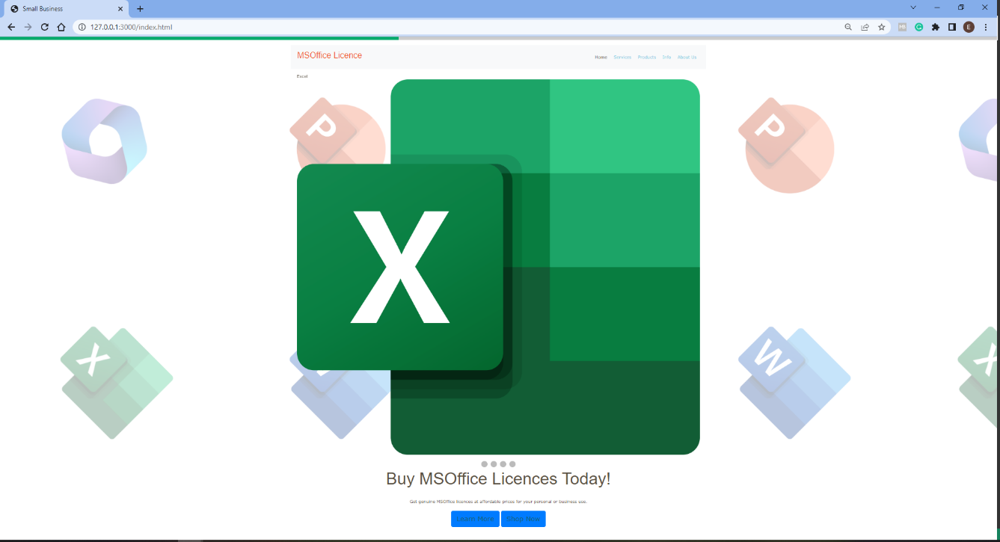 Small Business
127.0.0.1:3000/index.html
E
MSOffice Licence
Home Services Products Info About Us
Excel
P
P
X
X
W
X
Buy MSOffice Licences Today!
Get genuine MSOffice licences at affordable prices for your personal or business use.
Learn More Shop Now